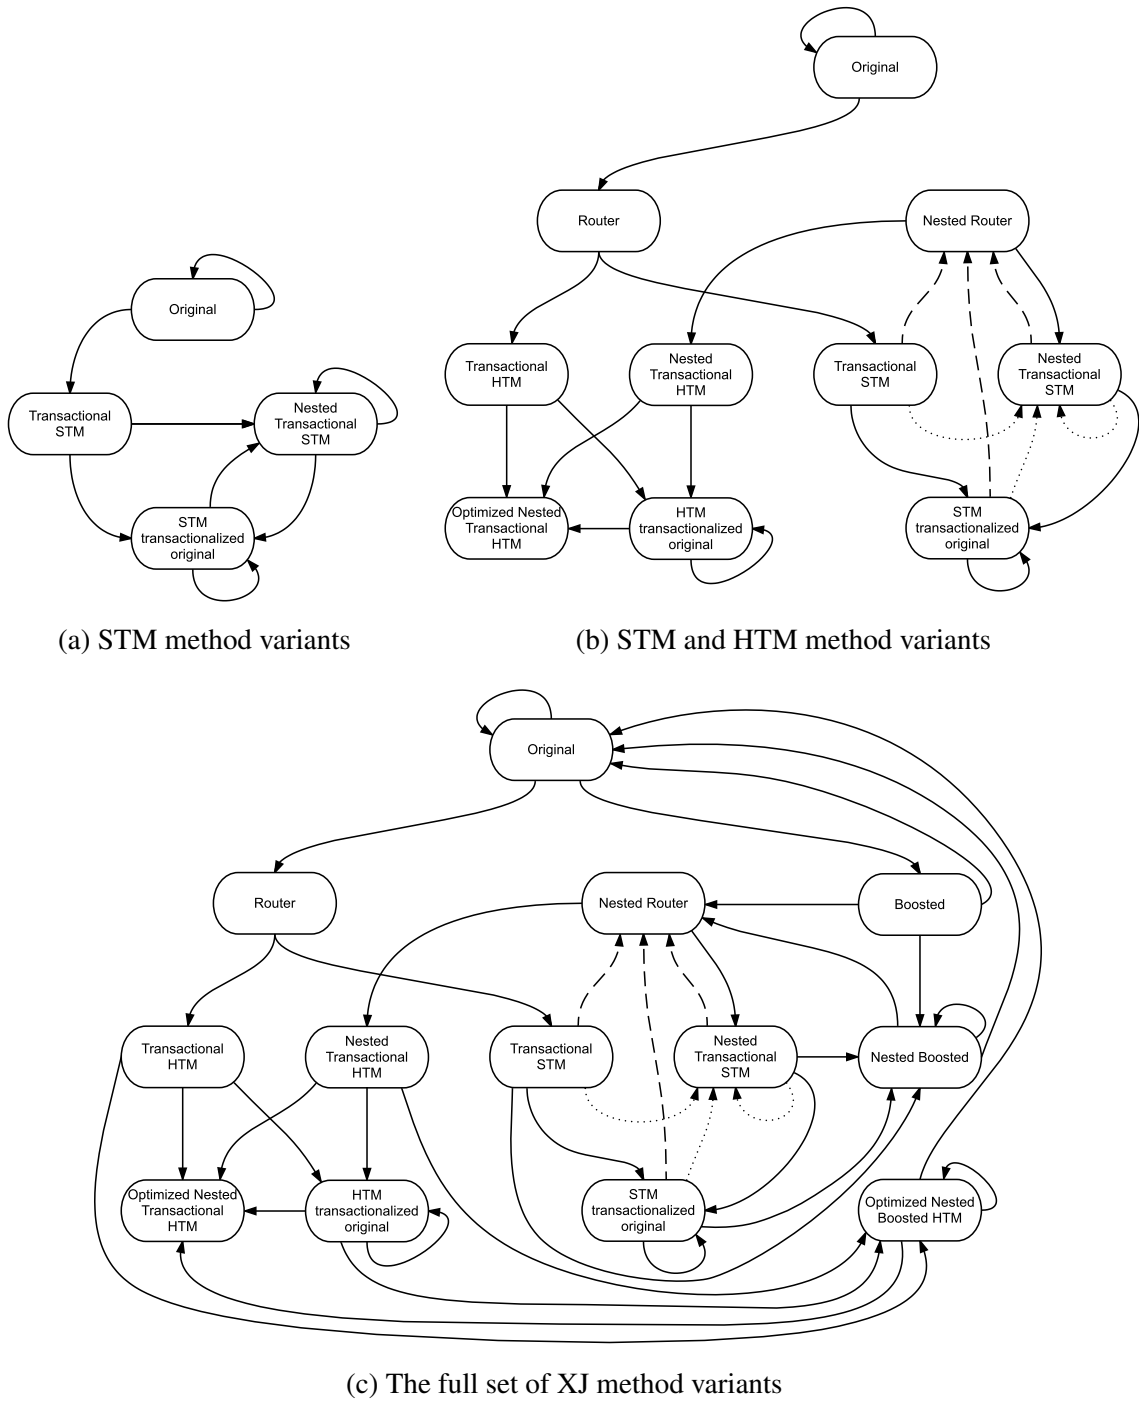 Original
Router
Nested Router
Original
Transactional
HTM
Nested
Transactional
HTM
Transactional
STM
Nested
Transactional
STM
Transactional
STM
Nested
Transactional
STM
Optimized Nested
Transactional
HTM
HTM
transactionalized
original
STM
transactionalized
original
STM
transactionalized
original
(a) STM method variants
(b) STM and HTM method variants
Original
Router
Nested Router
Boosted
Transactional
HTM
Nested
Transactional
HTM
Transactional
STM
Nested
Transactional
STM
Nested Boosted
Optimized Nested
Transactional
HTM
HTM
transactionalized
original
STM
transactionalized
original
Optimized Nested
Boosted HTM
(c) The full set of XJ method variants